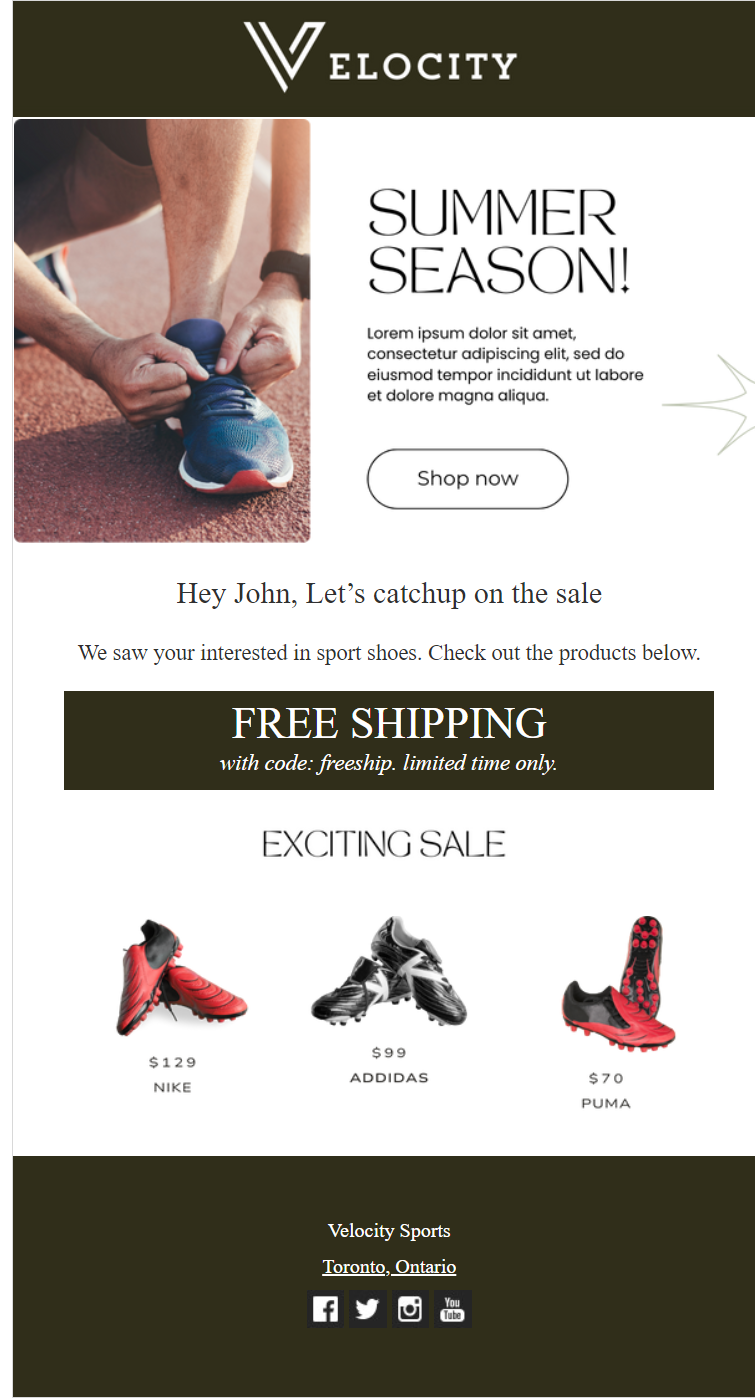 VELOCITY
SUMMER
SEASON!
Lorem ipsum dolor sit amet,
consectetur adipiscing elit, sed do
eiusmod tempor incididunt ut labore
et dolore magna aliqua.
Shop now
Hey John, Let’s catchup on the sale
We saw your interested in sport shoes. Check out the products below.
FREE SHIPPING
with code: freeship. limited time only.
EXCITING SALE
$129
NIKE
$99
ADDIDAS
$70
PUMA
Velocity Sports
Toronto, Ontario
You
Tube